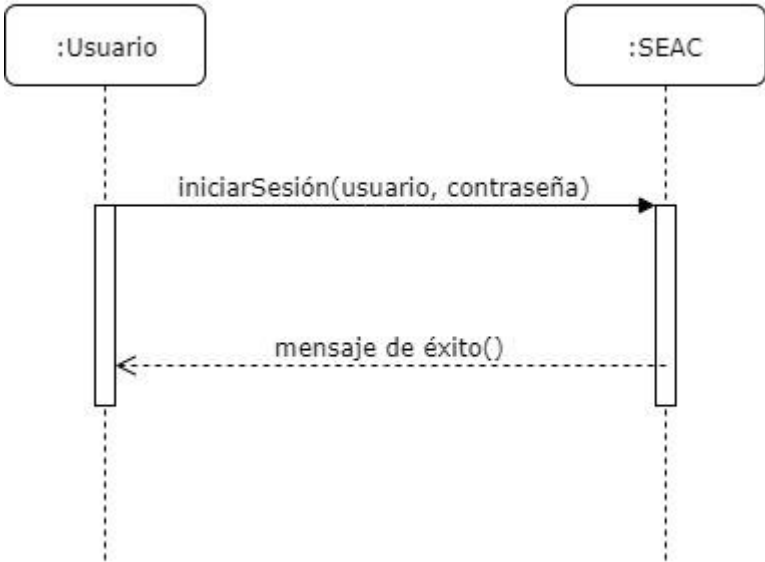 :Usuario
:SEAC
iniciarSesión(usuario, contraseña)
mensaje de éxito()